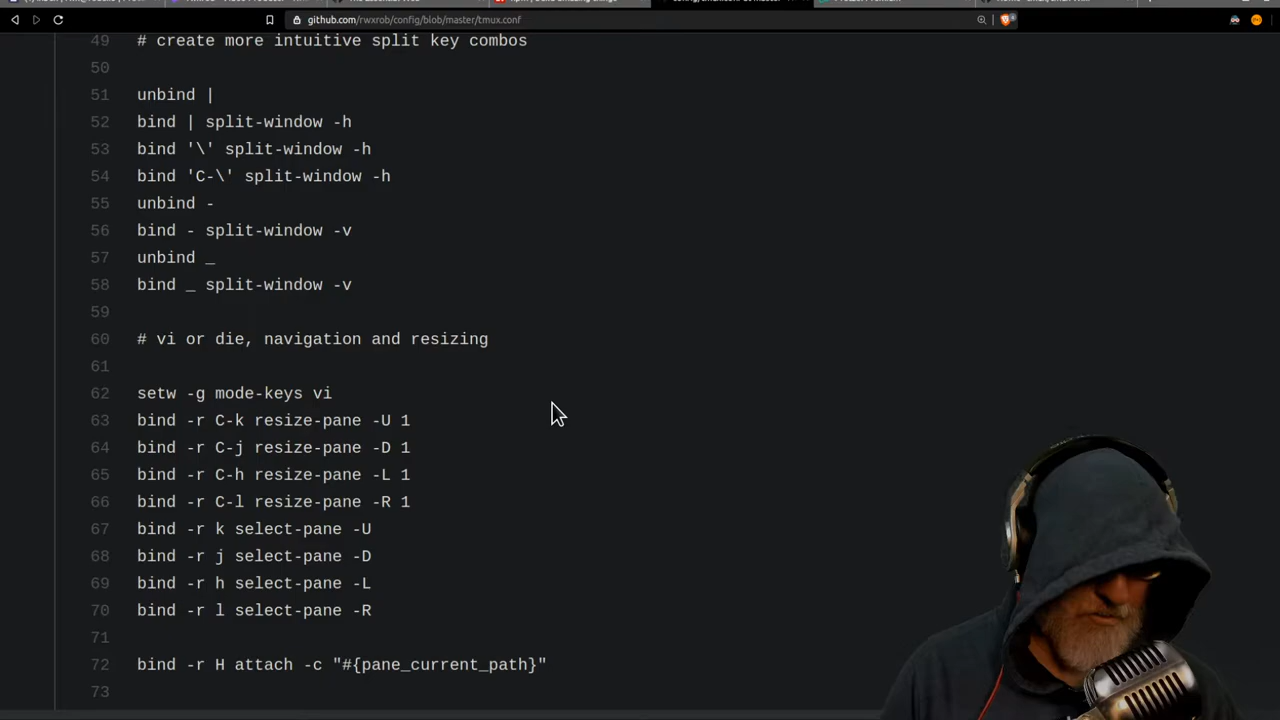 github.com/rwxrob/config/blob/master/tmux.conf
49 # create more intuitive split key combos
50
51 unbind |
52 bind | split-window -h
53 bind '\' split-window -h
54 bind 'C-\' split-window -h
55 unbind -
56 bind - split-window -v
57 unbind _
58 bind _ split-window -v
59
60 # vi or die, navigation and resizing
61
62 setw -g mode-keys vi
63 bind -r C-k resize-pane -U 1
64 bind -r C-j resize-pane -D 1
65 bind -r C-h resize-pane -L 1
66 bind -r C-l resize-pane -R 1
67 bind -r k select-pane -U
68 bind -r j select-pane -D
69 bind -r h select-pane -L
70 bind -r l select-pane -R
71
72 bind -r H attach -c "#{pane_current_path}"
73